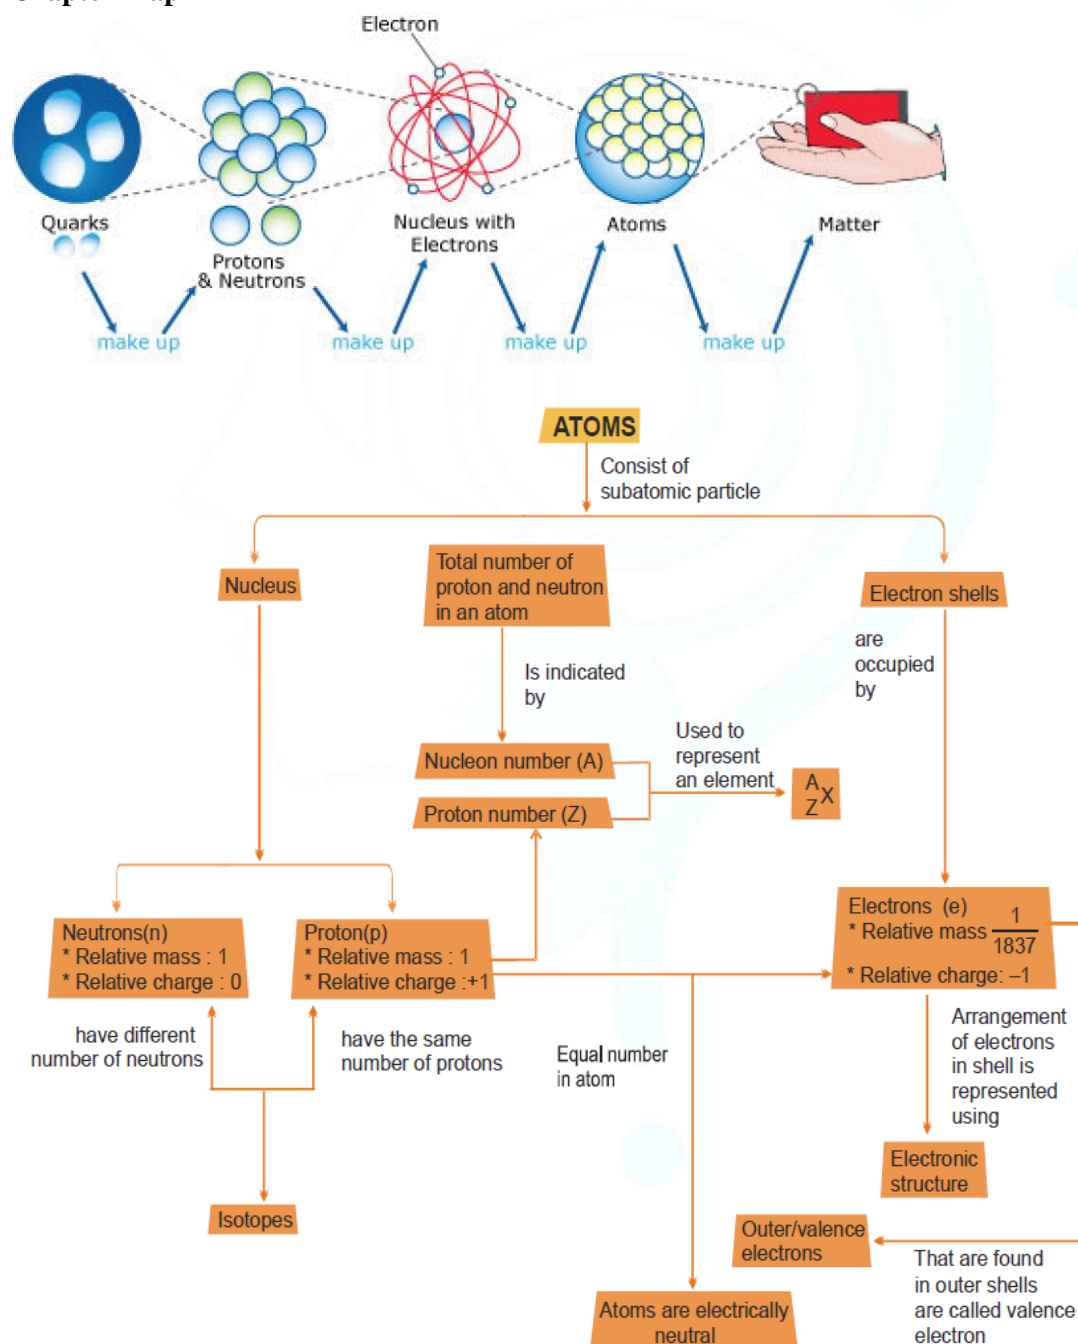 Electron
Quarks
Protons
& Neutrons
Nucleus with
Electrons
Atoms
Matter
make up
make up
make up
make up
ATOMS
Consist of
subatomic particle
Nucleus
Total number of
proton and neutron
in an atom
Electron shells
are
occupied
by
Is indicated
by
Used to
represent
an element
Nucleon number (A)
Proton number (Z)
A
Z X
Neutrons(n)
* Relative mass : 1
* Relative charge : 0
Proton(p)
* Relative mass : 1
* Relative charge :+1
Electrons (e)
* Relative mass 1/1837
* Relative charge: –1
have different
number of neutrons
have the same
number of protons
Equal number
in atom
Arrangement
of electrons
in shell is
represented
using
Electronic
structure
Isotopes
Outer/valence
electrons
That are found
in outer shells
are called valence
electron
Atoms are electrically
neutral